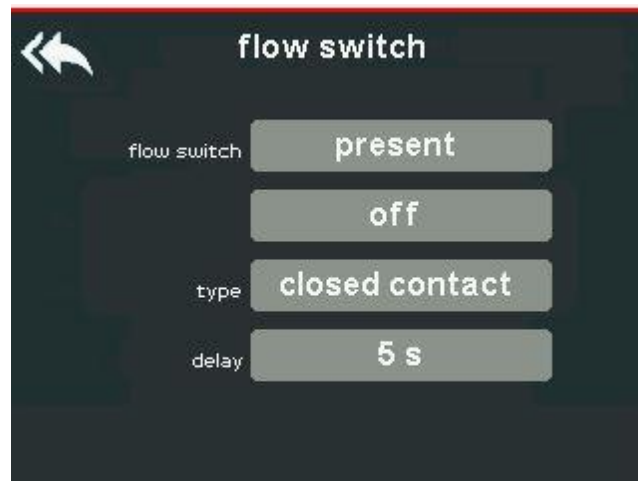 flow switch
flow switch present
off
type closed contact
delay 5 s